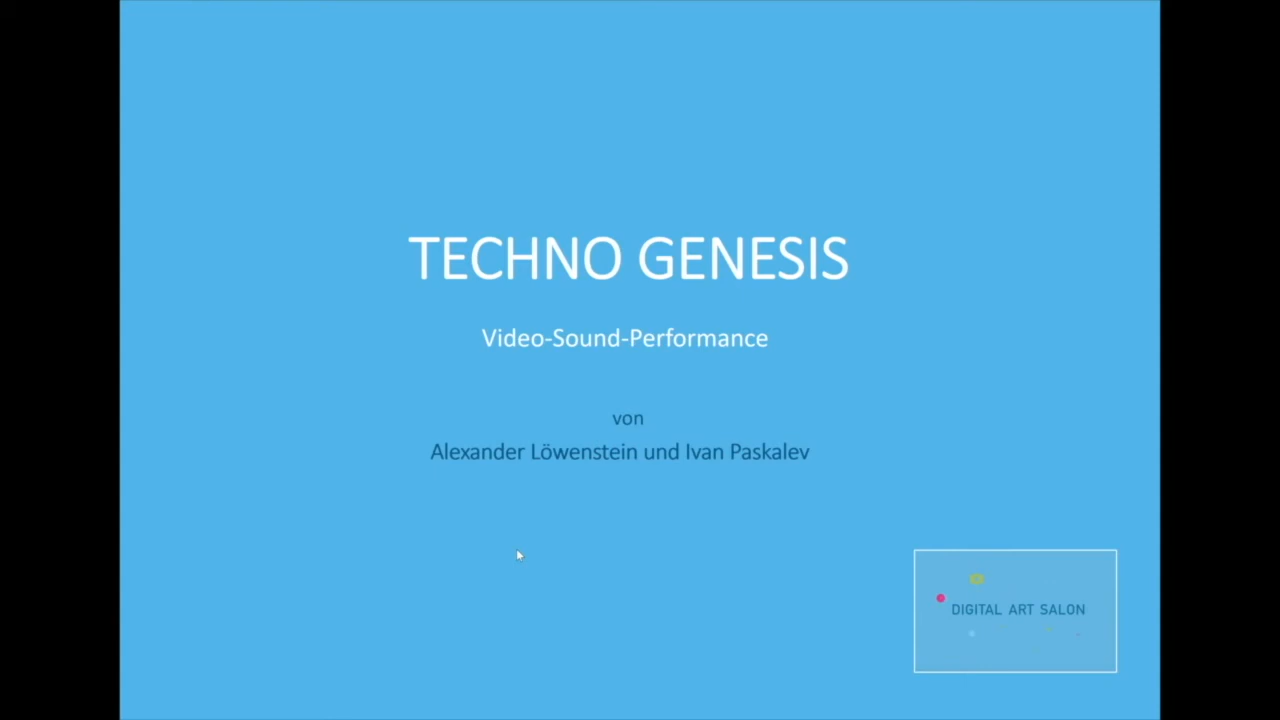 TECHNO GENESIS
Video-Sound-Performance
von
Alexander Löwenstein und Ivan Paskalev
DIGITAL ART SALON